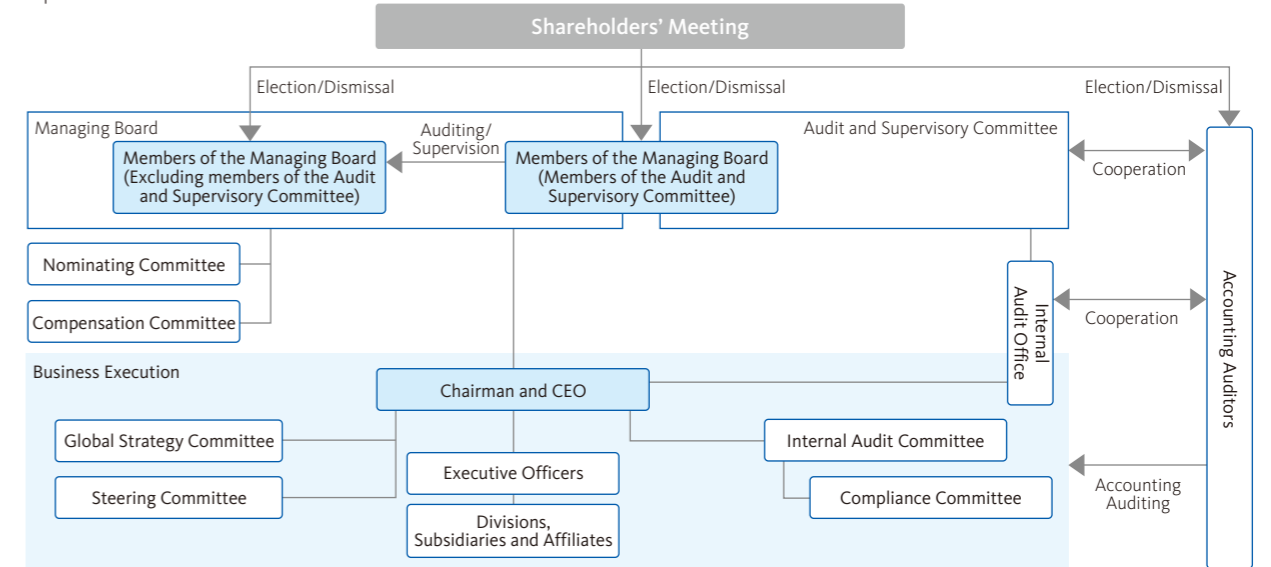 Shareholders' Meeting
Election/Dismissal
Election/Dismissal
Election/Dismissal
Managing Board
Auditing/
Supervision
Audit and Supervisory Committee
Members of the Managing Board
(Excluding members of the Audit
and Supervisory Committee)
Members of the Managing Board
(Members of the Audit and
Supervisory Committee)
Cooperation
Nominating Committee
Compensation Committee
Internal
Audit Office
Cooperation
Accounting Auditors
Business Execution
Chairman and CEO
Global Strategy Committee
Steering Committee
Executive Officers
Divisions,
Subsidiaries and Affiliates
Internal Audit Committee
Compliance Committee
Accounting
Auditing